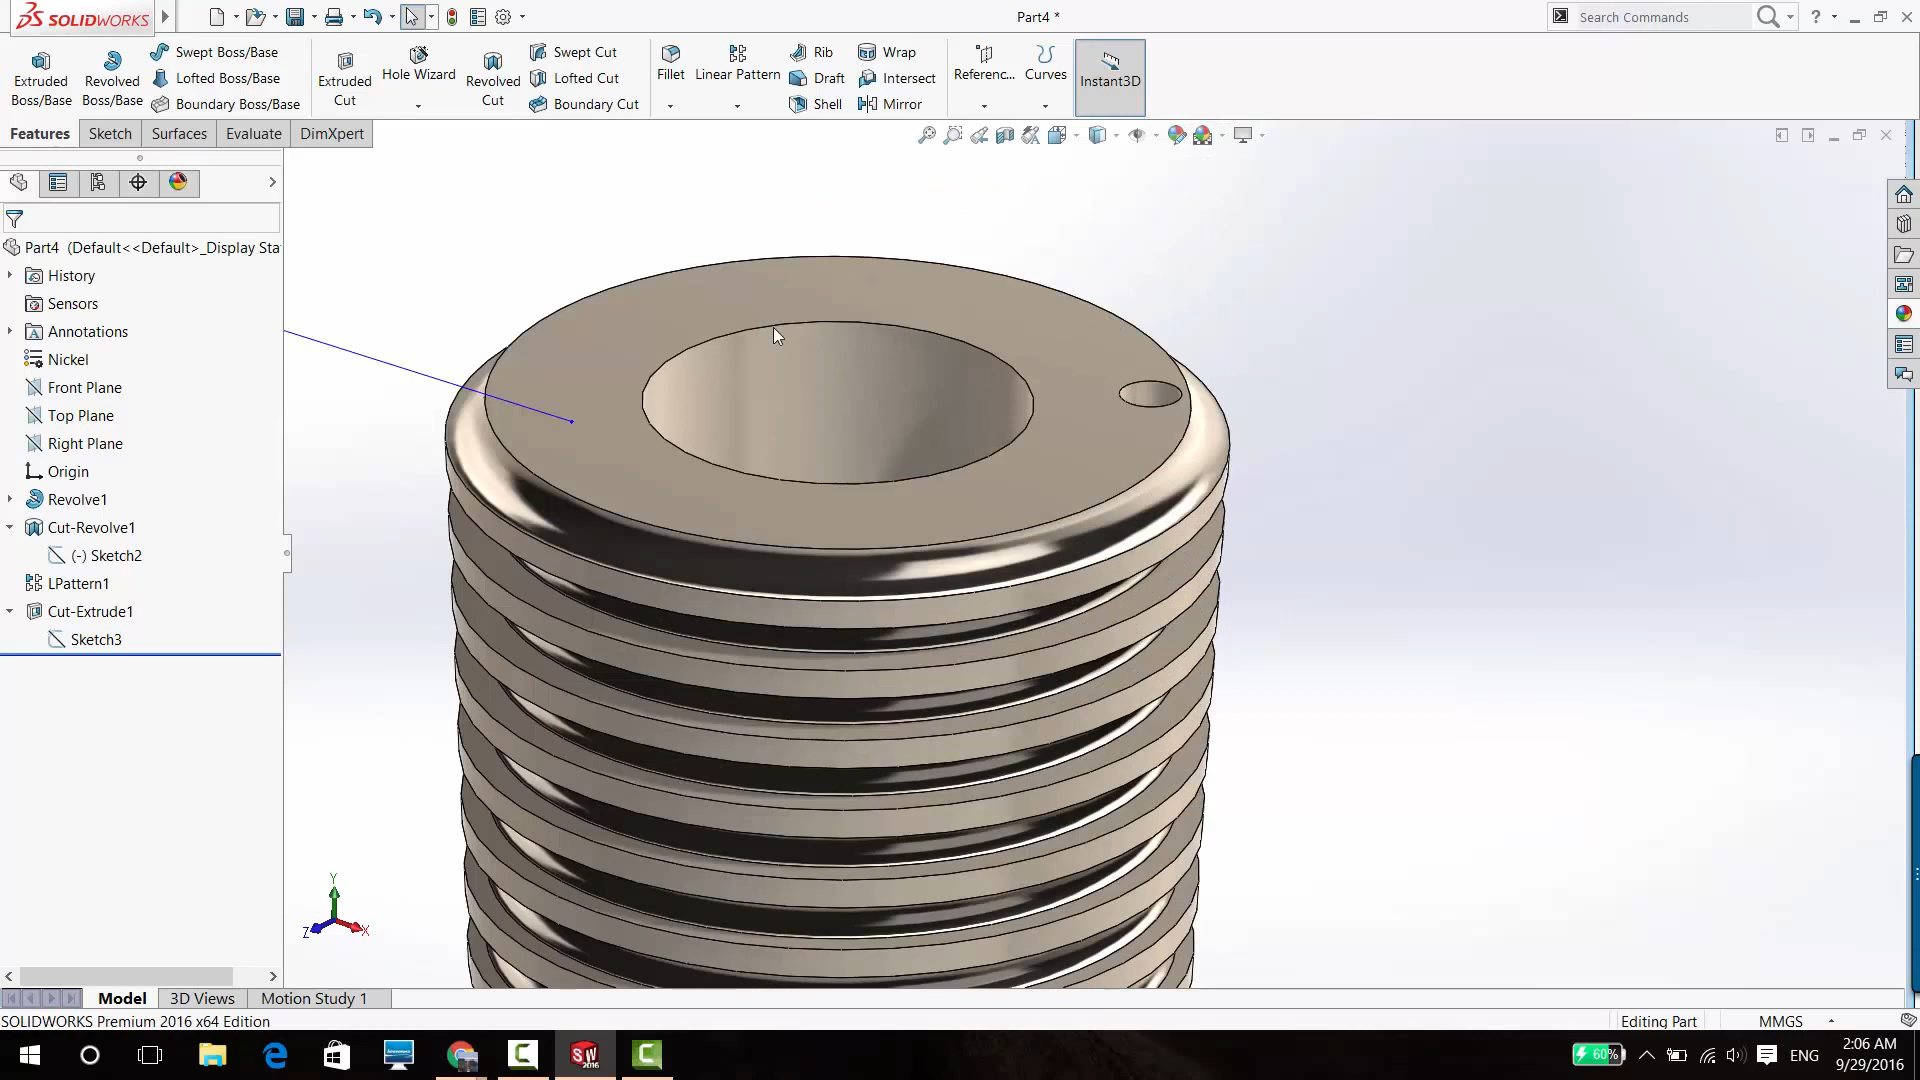 SOLIDWORKS
Part4 *
Search Commands
Extruded Boss/Base
Revolved Boss/Base
Swept Boss/Base
Lofted Boss/Base
Boundary Boss/Base
Extruded Cut
Hole Wizard
Revolved Cut
Swept Cut
Lofted Cut
Boundary Cut
Fillet
Linear Pattern
Rib
Draft
Shell
Wrap
Intersect
Mirror
Referenc...
Curves
Instant3D
Features
Sketch
Surfaces
Evaluate
DimXpert
Part4 (Default<<Default>_Display Sta
History
Sensors
Annotations
Nickel
Front Plane
Top Plane
Right Plane
Origin
Revolve1
Cut-Revolve1
(-) Sketch2
LPattern1
Cut-Extrude1
Sketch3
Y
Z
X
Model
3D Views
Motion Study 1
SOLIDWORKS Premium 2016 x64 Edition
Editing Part
MMGS
60%
ENG
2:06 AM
9/29/2016